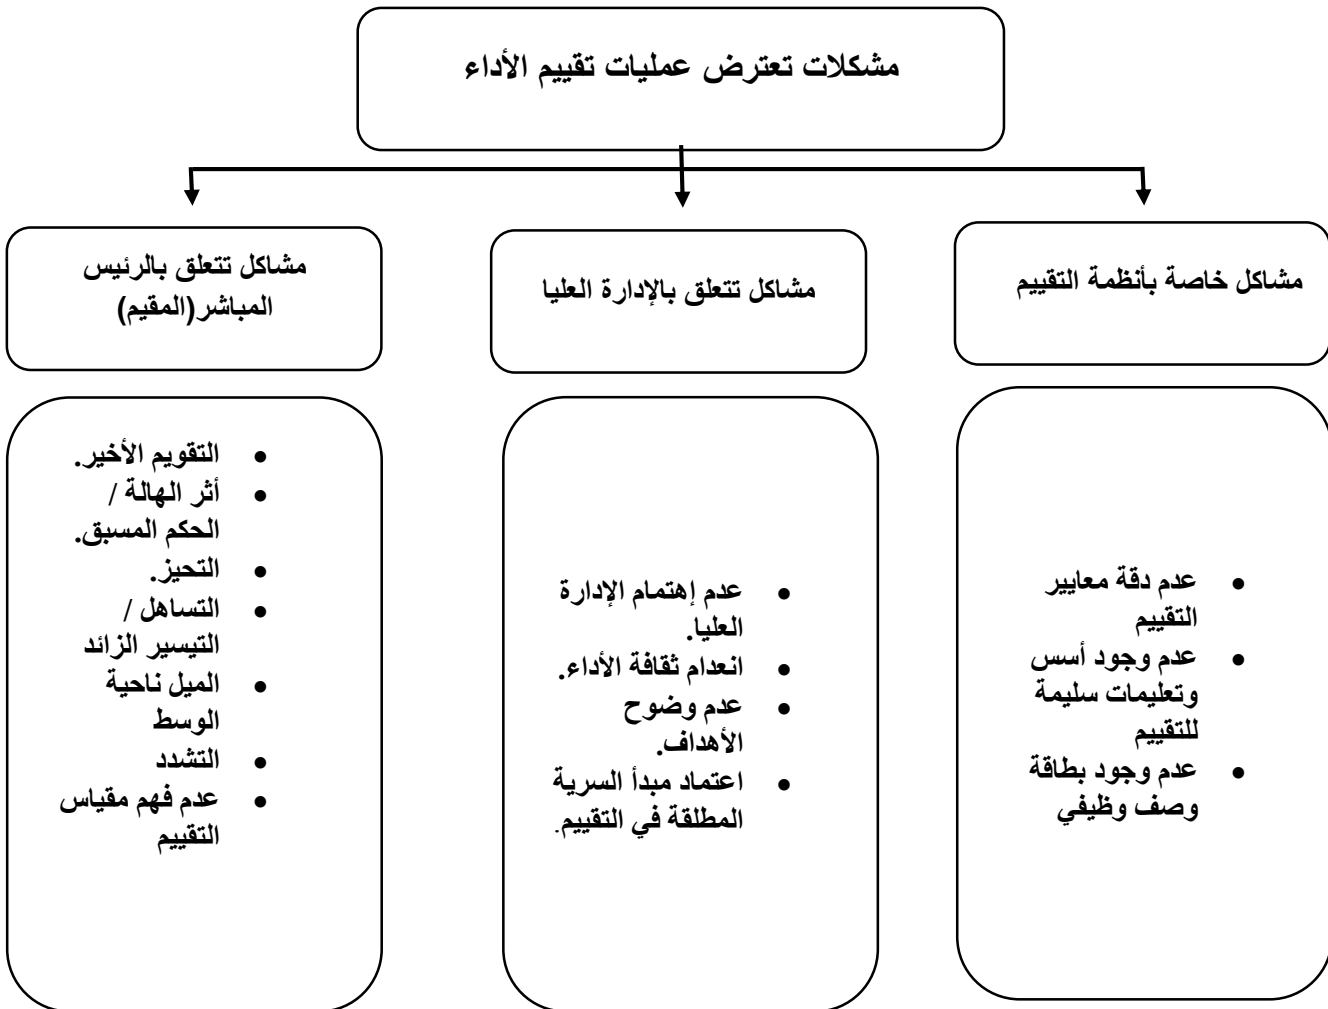 مشكلات تعترض عمليات تقييم الأداء
مشاكل خاصة بأنظمة التقييم
مشاكل تتعلق بالإدارة العليا
مشاكل تتعلق بالرئيس
المباشر(المقيم)
• عدم دقة معايير
التقييم
• عدم وجود أسس
وتعليمات سليمة
للتقييم
• عدم وجود بطاقة
وصف وظيفي
• عدم إهتمام الإدارة
العليا.
• انعدام ثقافة الأداء.
• عدم وضوح
الأهداف.
• اعتماد مبدأ السرية
المطلقة في التقييم.
• التقويم الأخير.
• أثر الهالة /
الحكم المسبق.
• التحيز.
• التساهل /
التيسير الزائد
• الميل ناحية
الوسط
• التشدد
• عدم فهم مقياس
التقييم